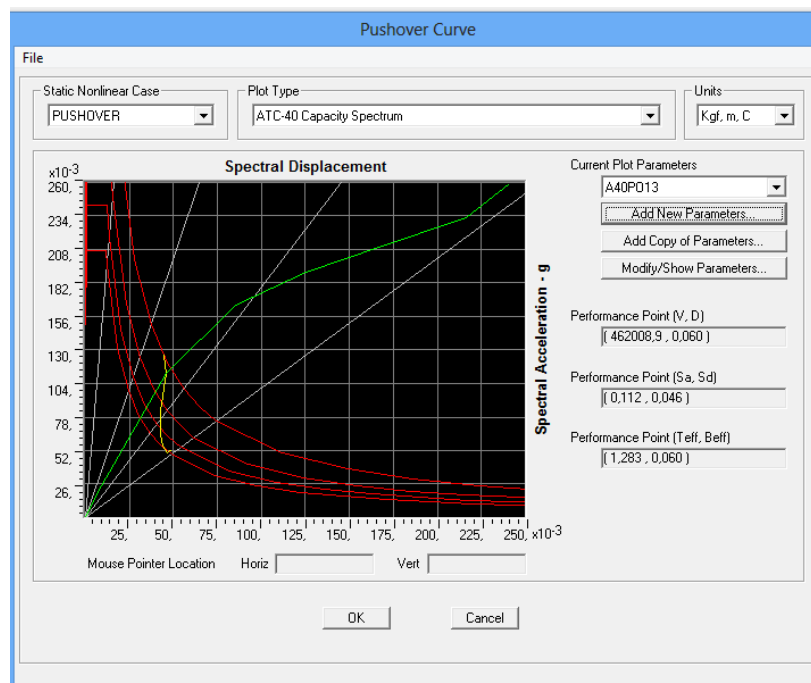 Pushover Curve
File
Static Nonlinear Case
Plot Type
Units
PUSHOVER
ATC-40 Capacity Spectrum
Kgf, m, C
Spectral Displacement
x10-3
260,
234,
208,
182,
156,
130,
104,
78,
52,
26,
25, 50, 75, 100, 125, 150, 175, 200, 225, 250, x10-3
Spectral Acceleration - g
Mouse Pointer Location Horiz Vert
Current Plot Parameters
A40PO13
Add New Parameters...
Add Copy of Parameters...
Modify/Show Parameters...
Performance Point (V, D)
( 462008,9 , 0,060 )
Performance Point (Sa, Sd)
( 0,112 , 0,046 )
Performance Point (Teff, Beff)
( 1,283 , 0,060 )
OK
Cancel